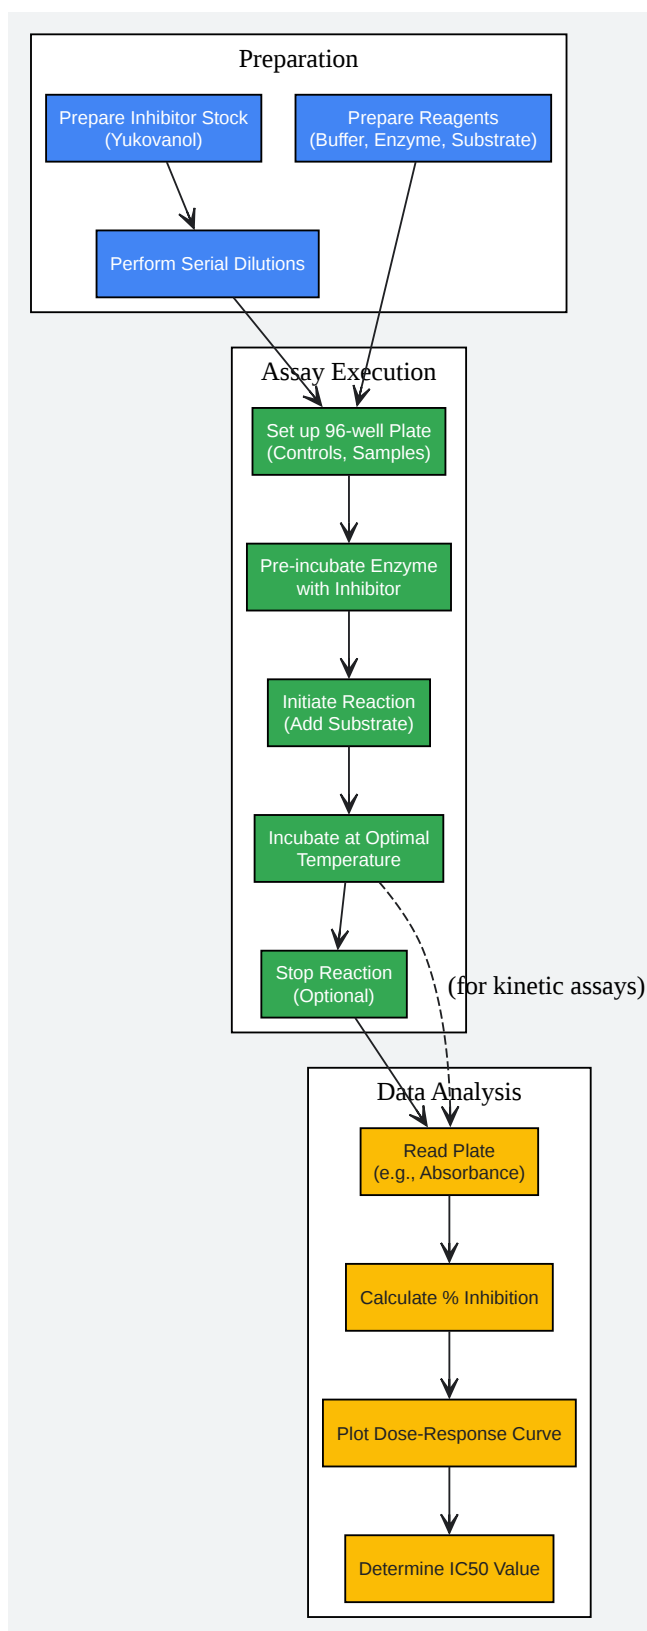 Preparation
Prepare Inhibitor Stock
(Yukovanol)
Prepare Reagents
(Buffer, Enzyme, Substrate)
Perform Serial Dilutions
Assay Execution
Set up 96-well Plate
(Controls, Samples)
Pre-incubate Enzyme
with Inhibitor
Initiate Reaction
(Add Substrate)
Incubate at Optimal
Temperature
Stop Reaction
(Optional)
(for kinetic assays)
Data Analysis
Read Plate
(e.g., Absorbance)
Calculate % Inhibition
Plot Dose-Response Curve
Determine IC50 Value